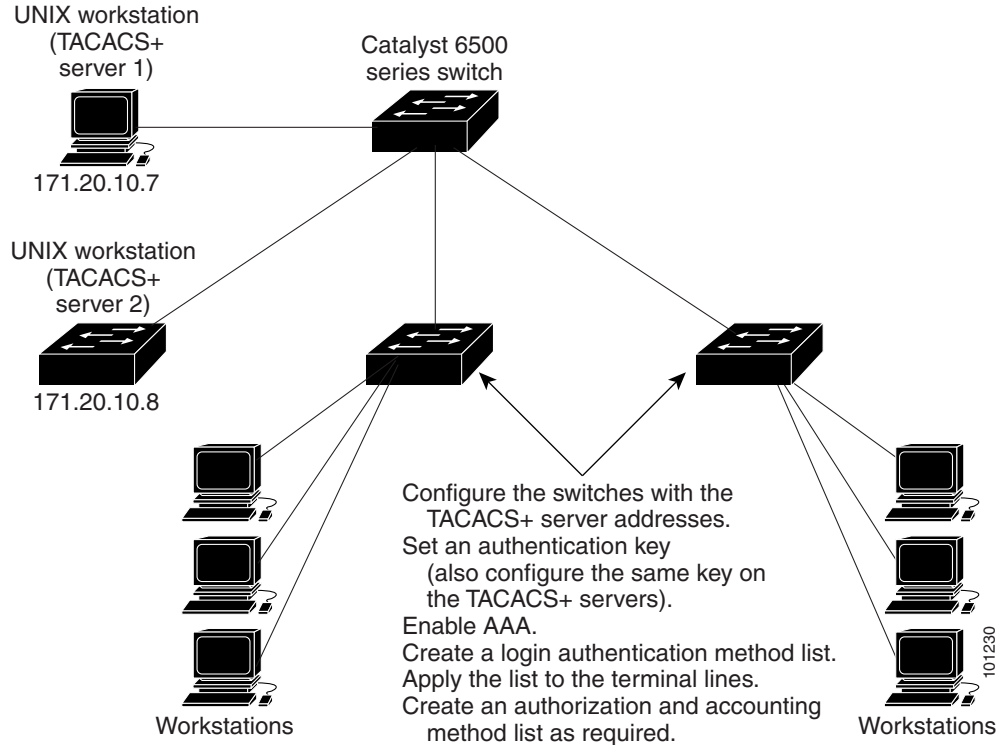 UNIX workstation
(TACACS+
server 1)
Catalyst 6500
series switch
171.20.10.7
UNIX workstation
(TACACS+
server 2)
171.20.10.8
Configure the switches with the
TACACS+ server addresses.
Set an authentication key
(also configure the same key on
the TACACS+ servers).
Enable AAA.
Create a login authentication method list.
Apply the list to the terminal lines.
Create an authorization and accounting
method list as required.
Workstations
Workstations
101230